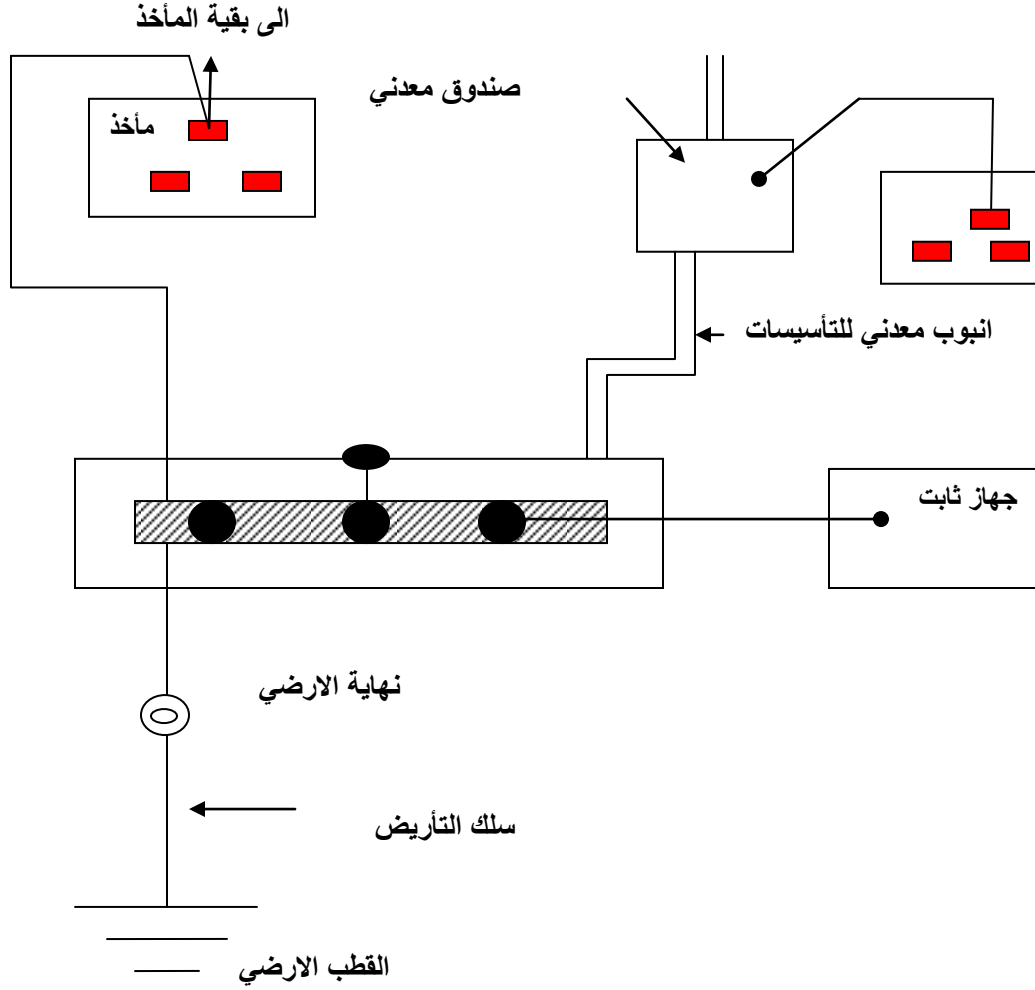 الى بقية المأخذ
صندوق معدني
مأخذ
انبوب معدني للتأسيسات
جهاز ثابت
نهاية الارضي
سلك التأريض
القطب الارضي